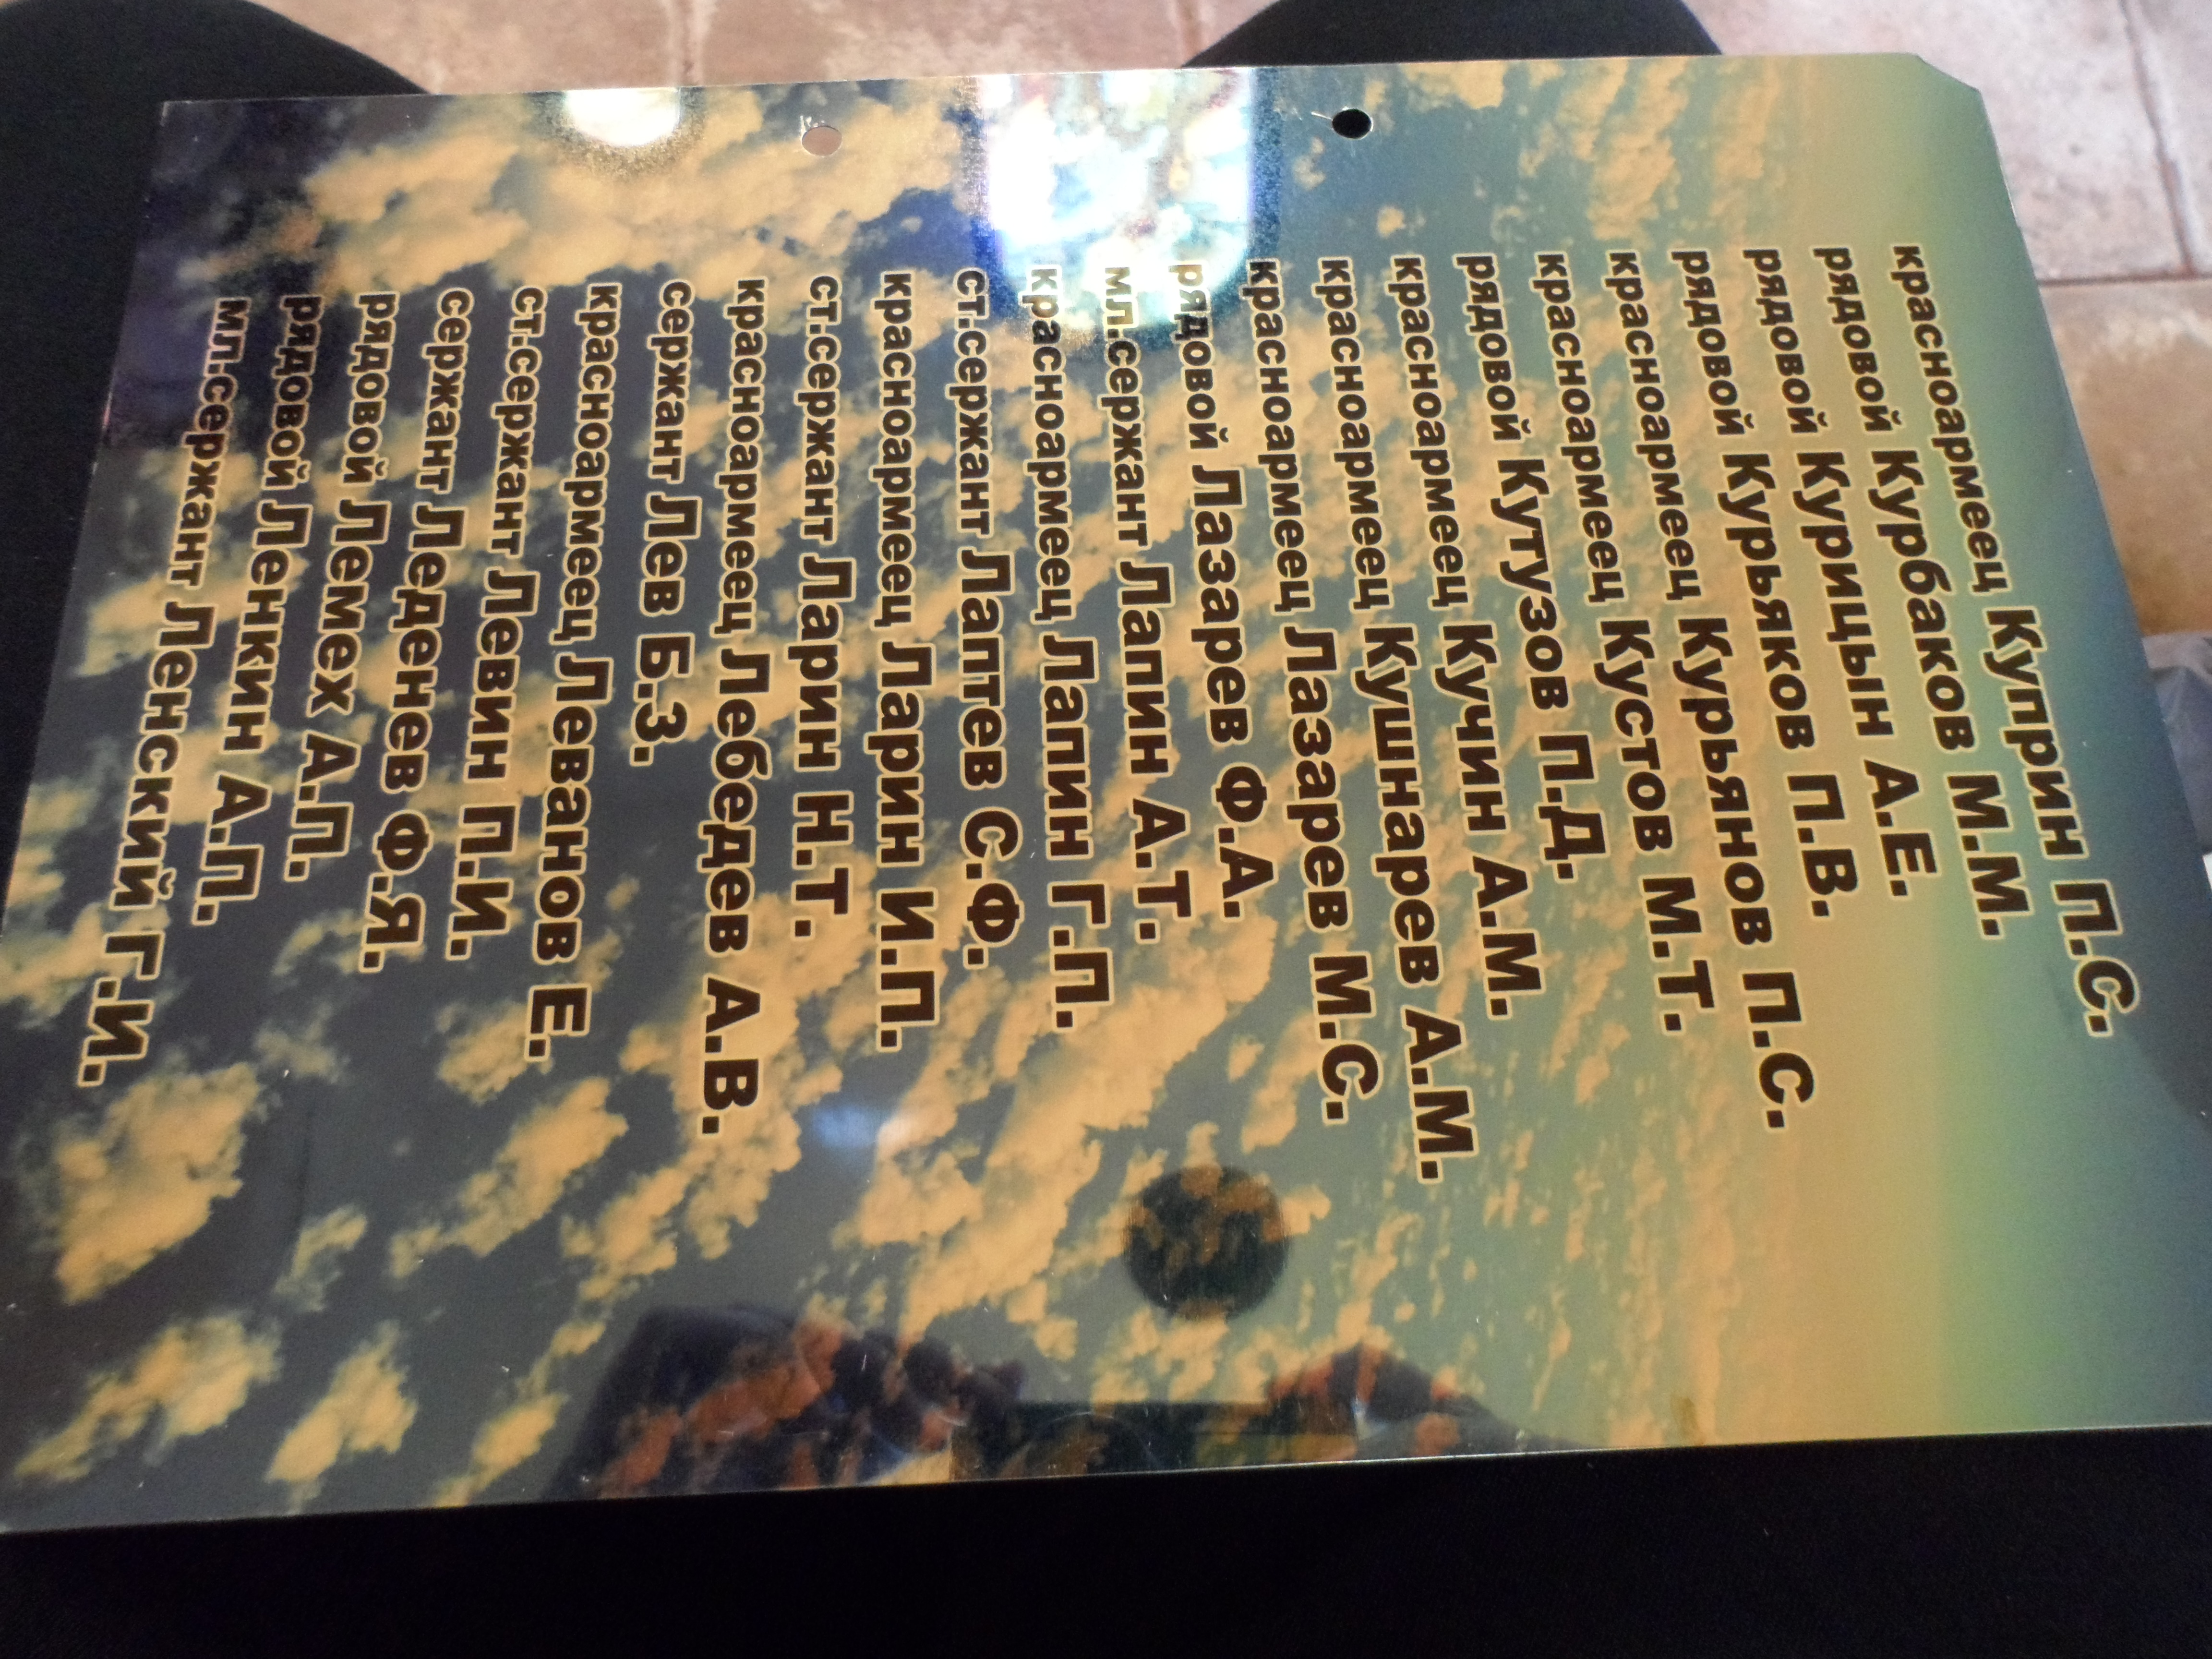 красноармеец Куприн П.С.
рядовой Курбаков М.М.
рядовой Курицын А.Е.
рядовой Курьяков П.В.
красноармеец Курьянов П.С.
красноармеец Кустов М.Т.
рядовой Кутузов П.Д.
красноармеец Кучин А.М.
красноармеец Кушнарев А.М.
красноармеец Лазарев М.С.
рядовой Лазарев Ф.А.
мл.сержант Лапин А.Т.
красноармеец Лапин Г.П.
ст.сержант Лаптев С.Ф.
красноармеец Ларин И.П.
ст.сержант Ларин Н.Т.
красноармеец Лебедев А.В.
сержант Лев Б.З.
красноармеец Леванов Е.
ст.сержант Левин П.И.
сержант Леденев Ф.Я.
рядовой Лемех А.П.
рядовой Ленкин А.П.
мл.сержант Ленский Г.И.